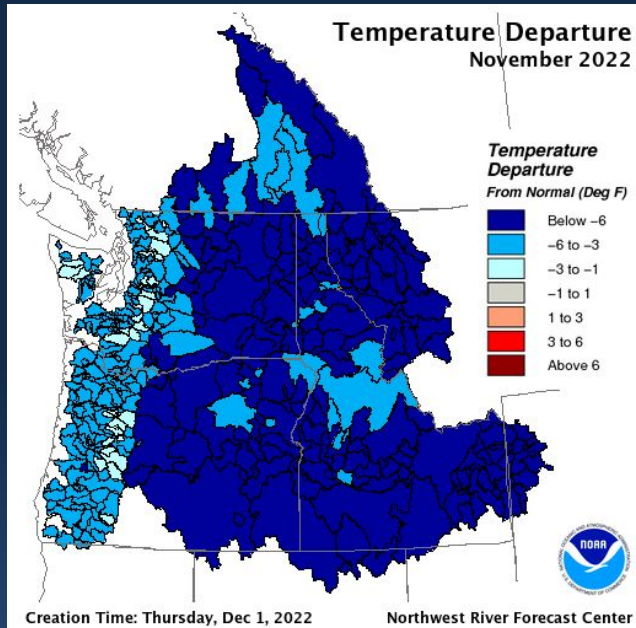 Temperature Departure
November 2022
Temperature
Departure
From Normal (Deg F)
Below -6
-6 to -3
-3 to -1
-1 to 1
1 to 3
3 to 6
Above 6
NOAA
Creation Time: Thursday, Dec 1, 2022
Northwest River Forecast Center